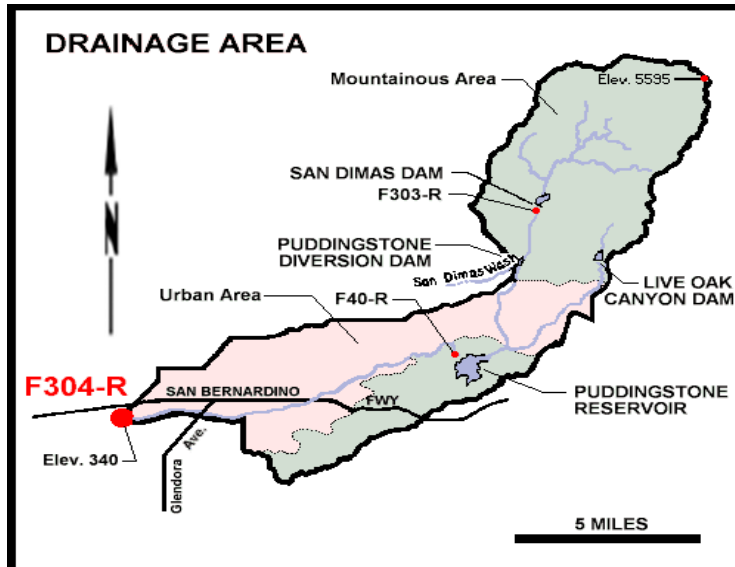 DRAINAGE AREA
Mountainous Area
Elev. 5595
N
SAN DIMAS DAM
F303-R
PUDDINGSTONE
DIVERSION DAM
San Dimas Wash
LIVE OAK
CANYON DAM
Urban Area
F40-R
F304-R
SAN BERNARDINO
FWY
PUDDINGSTONE
RESERVOIR
Elev. 340
Glendora
Ave.
5 MILES